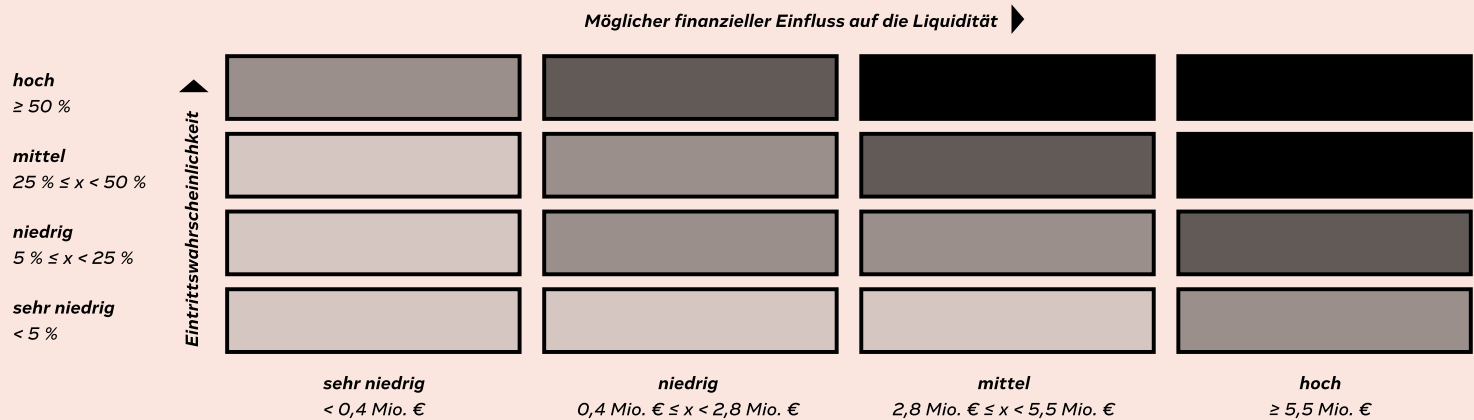 Möglicher finanzieller Einfluss auf die Liquidität
hoch
≥ 50 %
mittel
25 % ≤ x < 50 %
niedrig
5 % ≤ x < 25 %
sehr niedrig
< 5 %
Eintrittswahrscheinlichkeit
sehr niedrig
< 0,4 Mio. €
niedrig
0,4 Mio. € ≤ x < 2,8 Mio. €
mittel
2,8 Mio. € ≤ x < 5,5 Mio. €
hoch
≥ 5,5 Mio. €